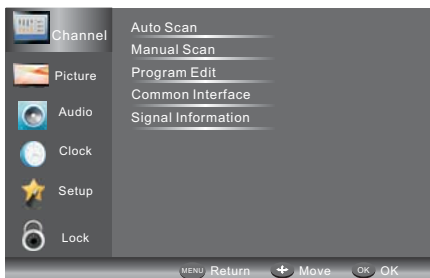 Channel
Picture
Audio
Clock
Setup
Lock
Auto Scan
Manual Scan
Program Edit
Common Interface
Signal Information
MENU Return
Move
OK OK